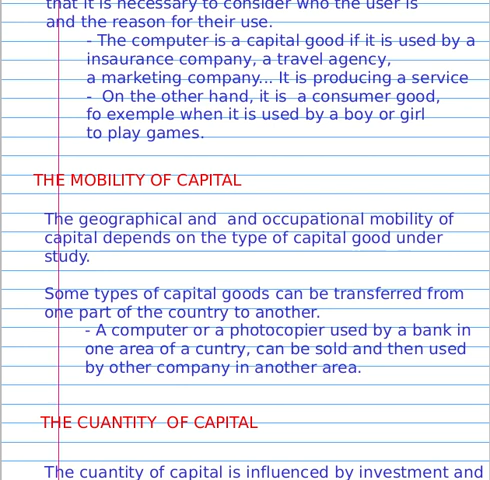 that it is necessary to consider who the user is
and the reason for their use.
- The computer is a capital good if it is used by a
insaurance company, a travel agency,
a marketing company... It is producing a service
- On the other hand, it is a consumer good,
fo exemple when it is used by a boy or girl
to play games.
THE MOBILITY OF CAPITAL
The geographical and and occupational mobility of
capital depends on the type of capital good under
study.
Some types of capital goods can be transferred from
one part of the country to another.
- A computer or a photocopier used by a bank in
one area of a cuntry, can be sold and then used
by other company in another area.
THE CUANTITY OF CAPITAL
The cuantity of capital is influenced by investment and